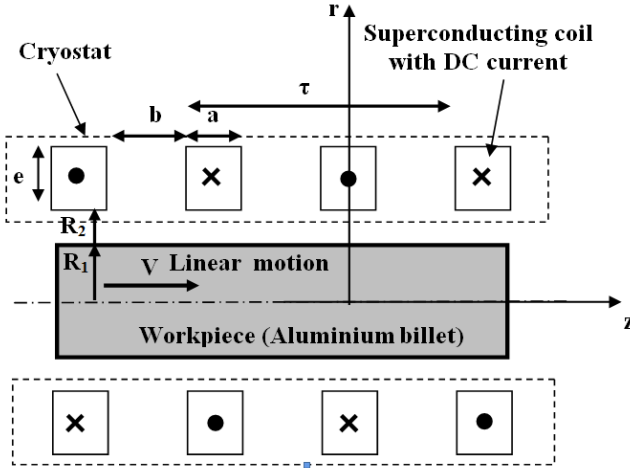 r
Superconducting coil
with DC current
Cryostat
τ
b
a
e
R2
R1
V
Linear motion
z
Workpiece (Aluminium billet)